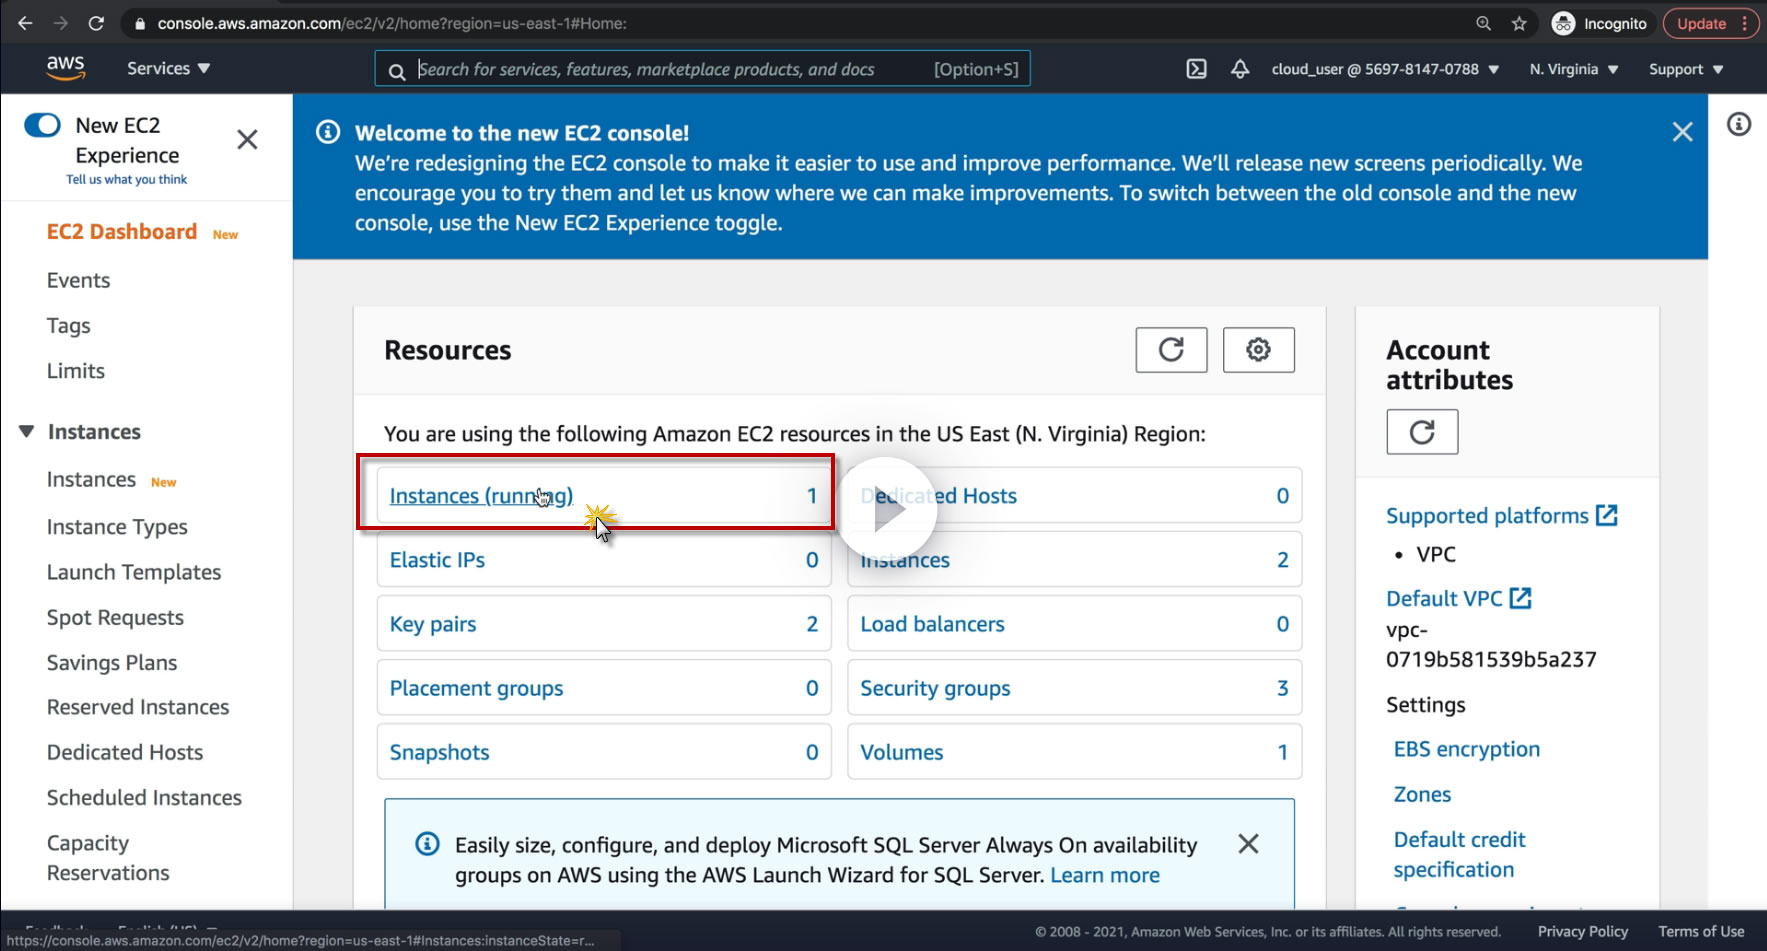 console.aws.amazon.com/ec2/v2/home?region=us-east-1#Home:
Incognito
Update
aws
Services
Search for services, features, marketplace products, and docs
[Option+S]
cloud_user @ 5697-8147-0788
N. Virginia
Support
New EC2
Experience
Tell us what you think
EC2 Dashboard New
Events
Tags
Limits
Instances
Instances New
Instance Types
Launch Templates
Spot Requests
Savings Plans
Reserved Instances
Dedicated Hosts
Scheduled Instances
Capacity
Reservations
Welcome to the new EC2 console!
We're redesigning the EC2 console to make it easier to use and improve performance. We'll release new screens periodically. We
encourage you to try them and let us know where we can make improvements. To switch between the old console and the new
console, use the New EC2 Experience toggle.
Resources
You are using the following Amazon EC2 resources in the US East (N. Virginia) Region:
Instances (running) 1
Dedicated Hosts 0
Elastic IPs 0
Instances 2
Key pairs 2
Load balancers 0
Placement groups 0
Security groups 3
Snapshots 0
Volumes 1
Easily size, configure, and deploy Microsoft SQL Server Always On availability
groups on AWS using the AWS Launch Wizard for SQL Server. Learn more
Account
attributes
Supported platforms
• VPC
Default VPC
vpc-
0719b581539b5a237
Settings
EBS encryption
Zones
Default credit
specification
https://console.aws.amazon.com/ec2/v2/home?region=us-east-1#Instances:instanceState=r...
© 2008 - 2021, Amazon Web Services, Inc. or its affiliates. All rights reserved.
Privacy Policy
Terms of Use